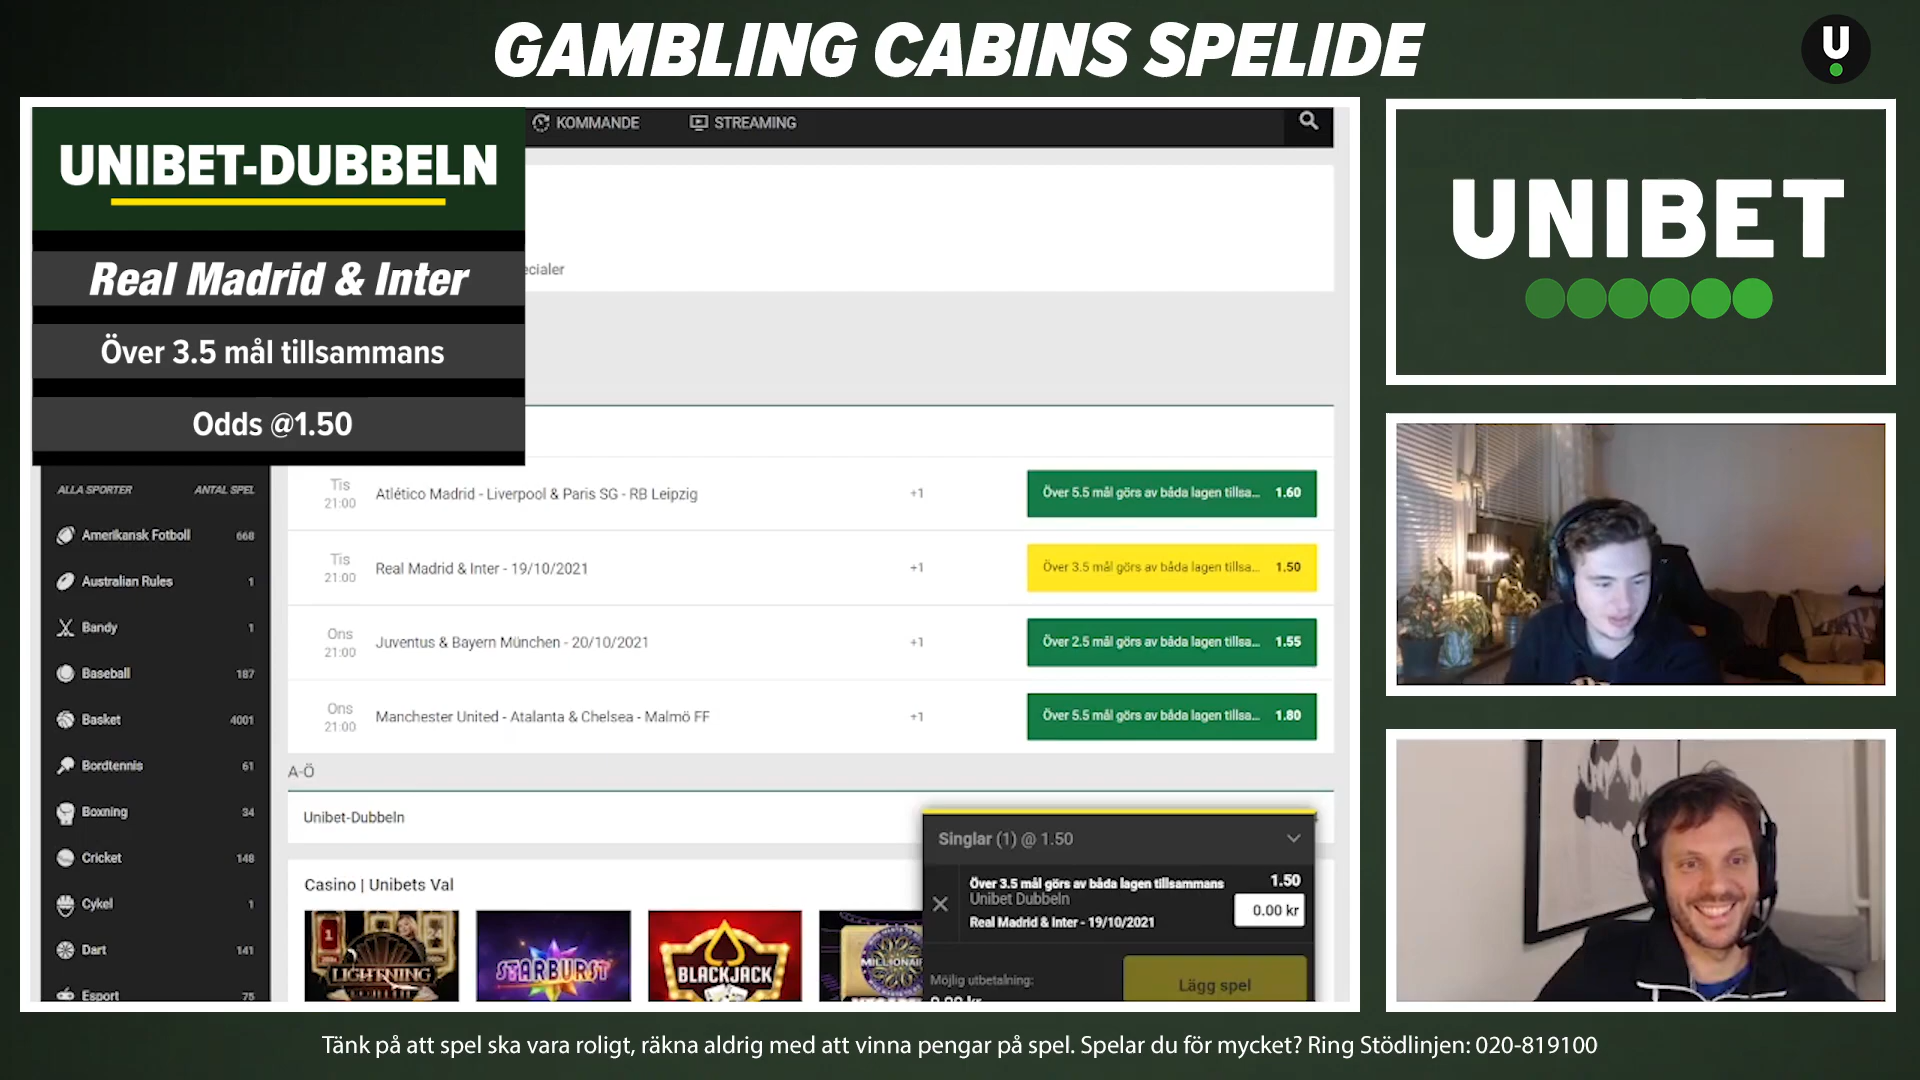 GAMBLING CABINS SPELIDE
U
UNIBET-DUBBELN
Real Madrid & Inter
Över 3.5 mål tillsammans
Odds @1.50
KOMMANDE
STREAMING
ecialer
UNIBET
ALLA SPORTER ANTAL SPEL
Amerikansk Fotboll 668
Australian Rules 1
Bandy 1
Baseball 187
Basket 4001
Bordtennis 61
Boxning 34
Cricket 148
Cykel 1
Dart 141
Esport 75
Tis
21:00
Atlético Madrid - Liverpool & Paris SG - RB Leipzig +1 Över 5.5 mål görs av båda lagen tillsa... 1.60
Tis
21:00
Real Madrid & Inter - 19/10/2021 +1 Över 3.5 mål görs av båda lagen tillsa... 1.50
Ons
21:00
Juventus & Bayern München - 20/10/2021 +1 Över 2.5 mål görs av båda lagen tillsa... 1.55
Ons
21:00
Manchester United - Atalanta & Chelsea - Malmö FF +1 Över 5.5 mål görs av båda lagen tillsa... 1.80
A-Ö
Unibet-Dubbeln
Casino | Unibets Val
LIGHTNING
STARBURST
BLACKJACK
Singlar (1) @ 1.50
Över 3.5 mål görs av båda lagen tillsammans 1.50
Unibet Dubbeln
Real Madrid & Inter - 19/10/2021
0.00 kr
Möjlig utbetalning:
0.00 kr
Lägg spel
Tänk på att spel ska vara roligt, räkna aldrig med att vinna pengar på spel. Spelar du för mycket? Ring Stödlinjen: 020-819100